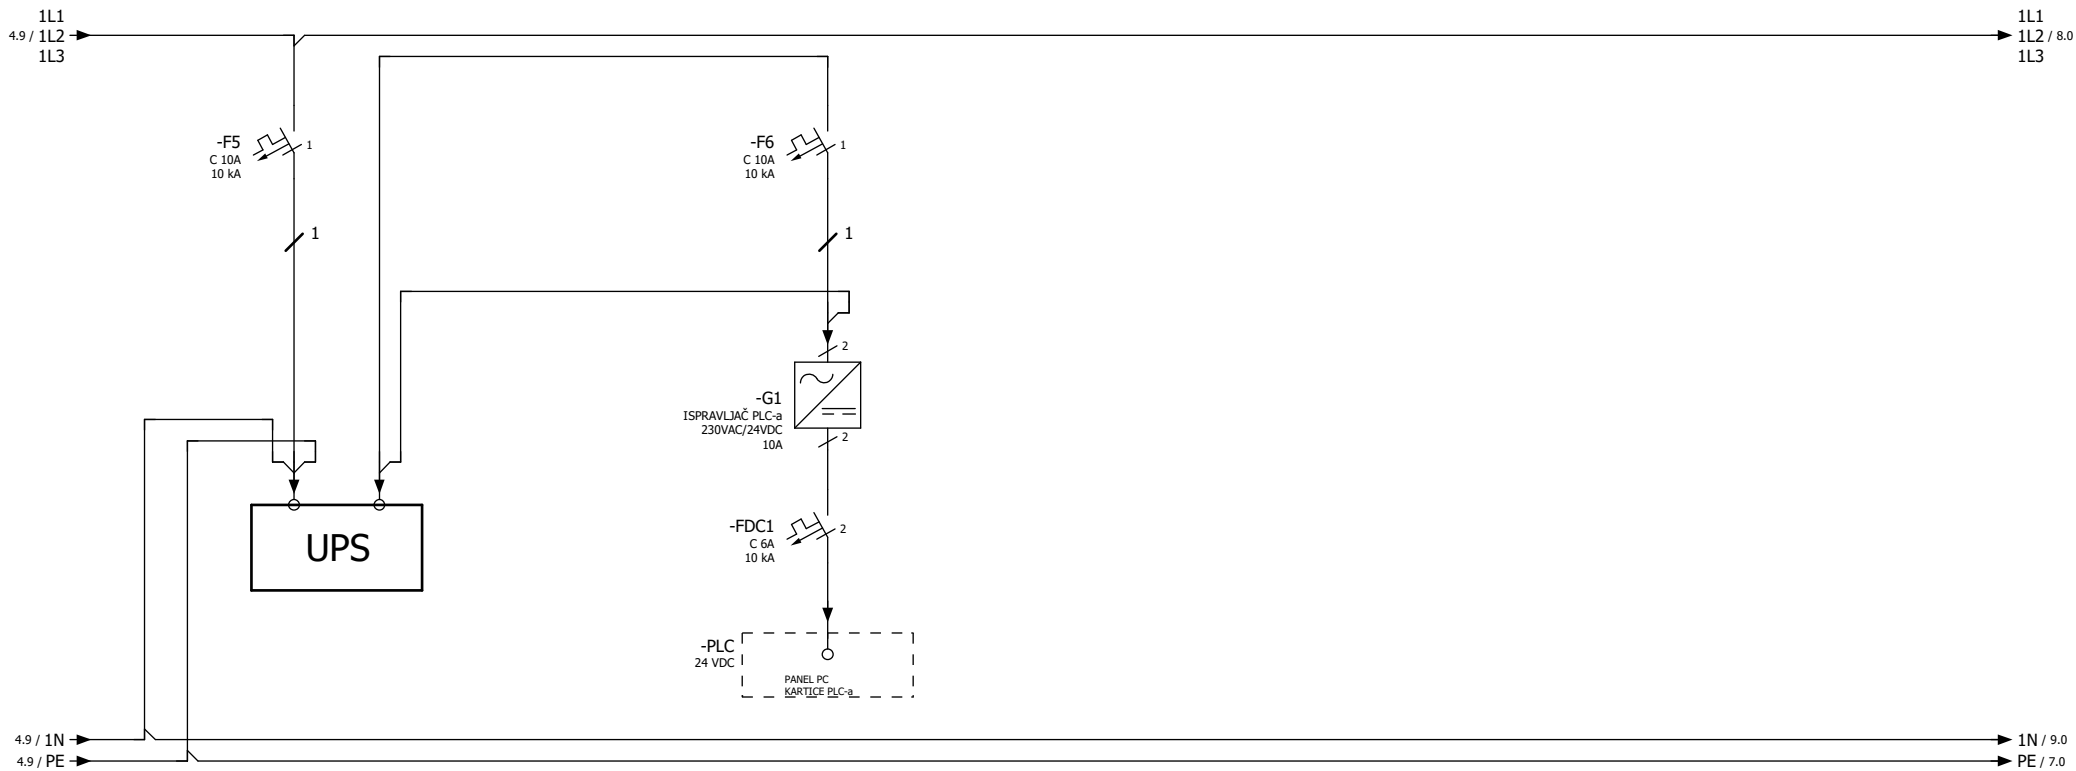 1L1
4.9 / 1L2
1L3
1L1
1L2 / 8.0
1L3
-F5
C 10A
10 kA
1
-F6
C 10A
10 kA
1
1
1
2
-G1
ISPRAVLJAČ PLC-a
230VAC/24VDC
10A
2
UPS
-FDC1
C 6A
10 kA
2
-PLC
24 VDC
PANEL PC
KARTICE PLC-a
4.9 / 1N
4.9 / PE
1N / 9.0
PE / 7.0